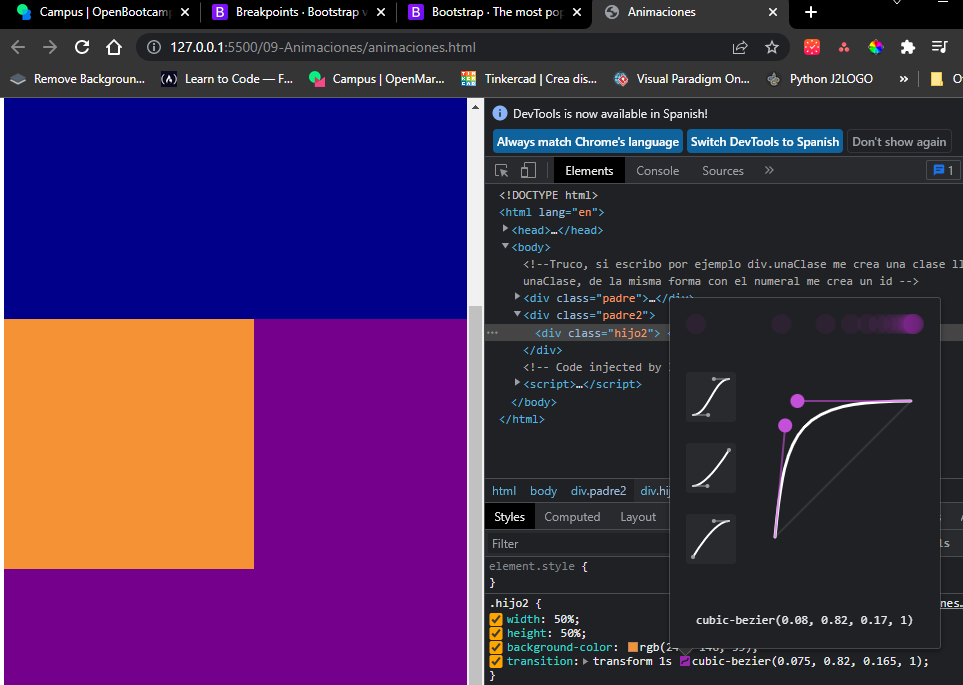 Campus | OpenBootcamp
Breakpoints · Bootstrap v
Bootstrap · The most pop
Animaciones
127.0.0.1:5500/09-Animaciones/animaciones.html
Remove Backgroun...
Learn to Code — F...
Campus | OpenMar...
Tinkercad | Crea dis...
Visual Paradigm On...
Python J2LOGO
»
DevTools is now available in Spanish!
Always match Chrome's language
Switch DevTools to Spanish
Don't show again
Elements
Console
Sources
»
1
<!DOCTYPE html>
<html lang="en">
<head>…</head>
<body>
<!--Truco, si escribo por ejemplo div.unaClase me crea una clase ll
unaClase, de la misma forma con el numeral me crea un id -->
<div class="padre">…</div>
<div class="padre2">
<div class="hijo2">
</div>
<!-- Code injected by
<script>…</script>
</body>
</html>
html body div.padre2 div.hij
Styles
Computed
Layout
Filter
ls
element.style {
}
.hijo2 {
nes…
width: 50%;
height: 50%;
background-color:
transition: transform 1s cubic-bezier(0.075, 0.82, 0.165, 1);
}
cubic-bezier(0.08, 0.82, 0.17, 1)